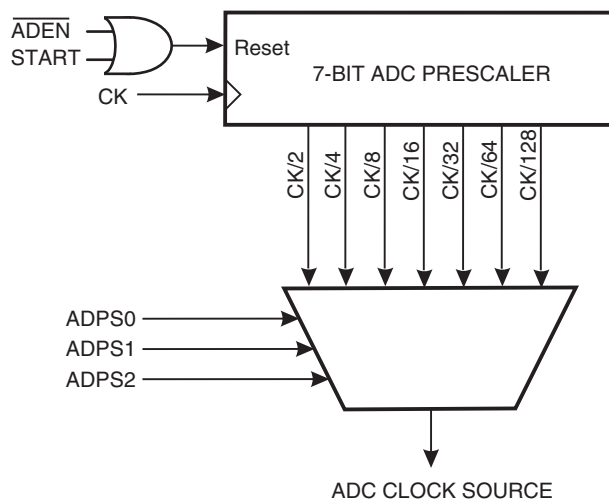 ADEN
START
Reset
7-BIT ADC PRESCALER
CK
CK/2
CK/4
CK/8
CK/16
CK/32
CK/64
CK/128
ADPS0
ADPS1
ADPS2
ADC CLOCK SOURCE